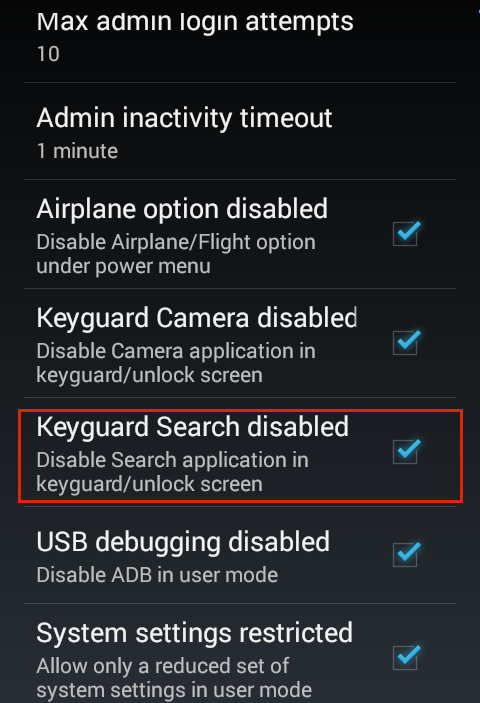 Max admin login attempts
10
Admin inactivity timeout
1 minute
Airplane option disabled
Disable Airplane/Flight option
under power menu
Keyguard Camera disabled
Disable Camera application in
keyguard/unlock screen
Keyguard Search disabled
Disable Search application in
keyguard/unlock screen
USB debugging disabled
Disable ADB in user mode
System settings restricted
Allow only a reduced set of
system settings in user mode